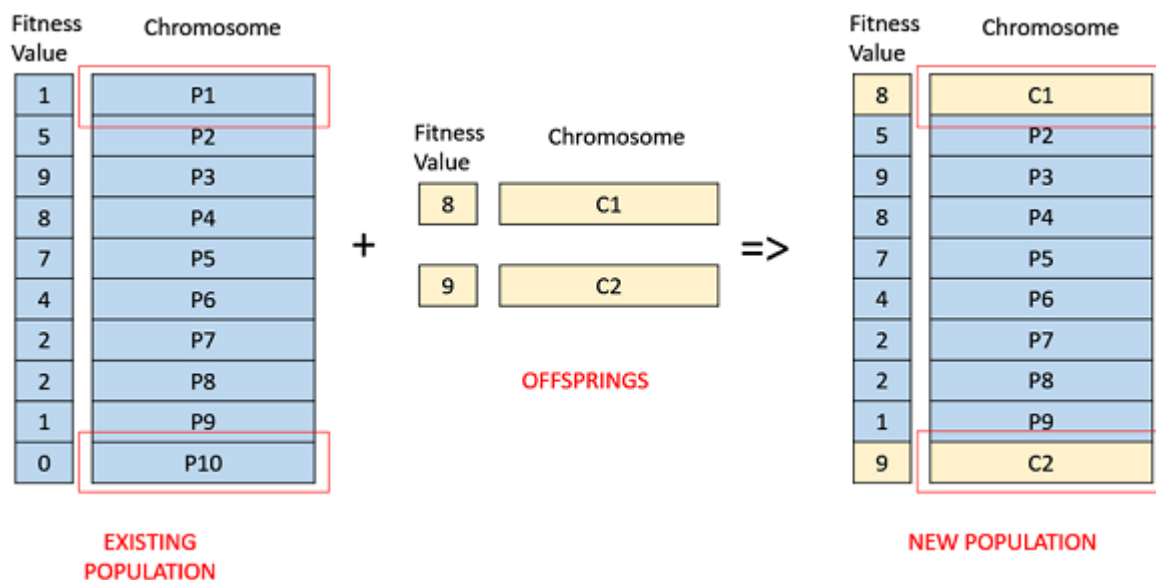 Fitness Value
Chromosome
1 P1
5 P2
9 P3
8 P4
7 P5
4 P6
2 P7
2 P8
1 P9
0 P10
EXISTING
POPULATION
+
Fitness
Value
Chromosome
8 C1
9 C2
OFFSPRINGS
=>
Fitness
Value
Chromosome
8 C1
5 P2
9 P3
8 P4
7 P5
4 P6
2 P7
2 P8
1 P9
9 C2
NEW POPULATION